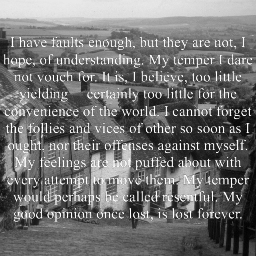 I have faults enough, but they are not, I
hope, of understanding. My temper I dare
not vouch for. It is, I believe, too little
yielding certainly too little for the
convenience of the world. I cannot forget
the follies and vices of other so soon as I
ought, nor their offenses against myself.
My feelings are not puffed about with
every attempt to move them. My temper
would perhaps be called resentful. My
good opinion once lost, is lost forever.